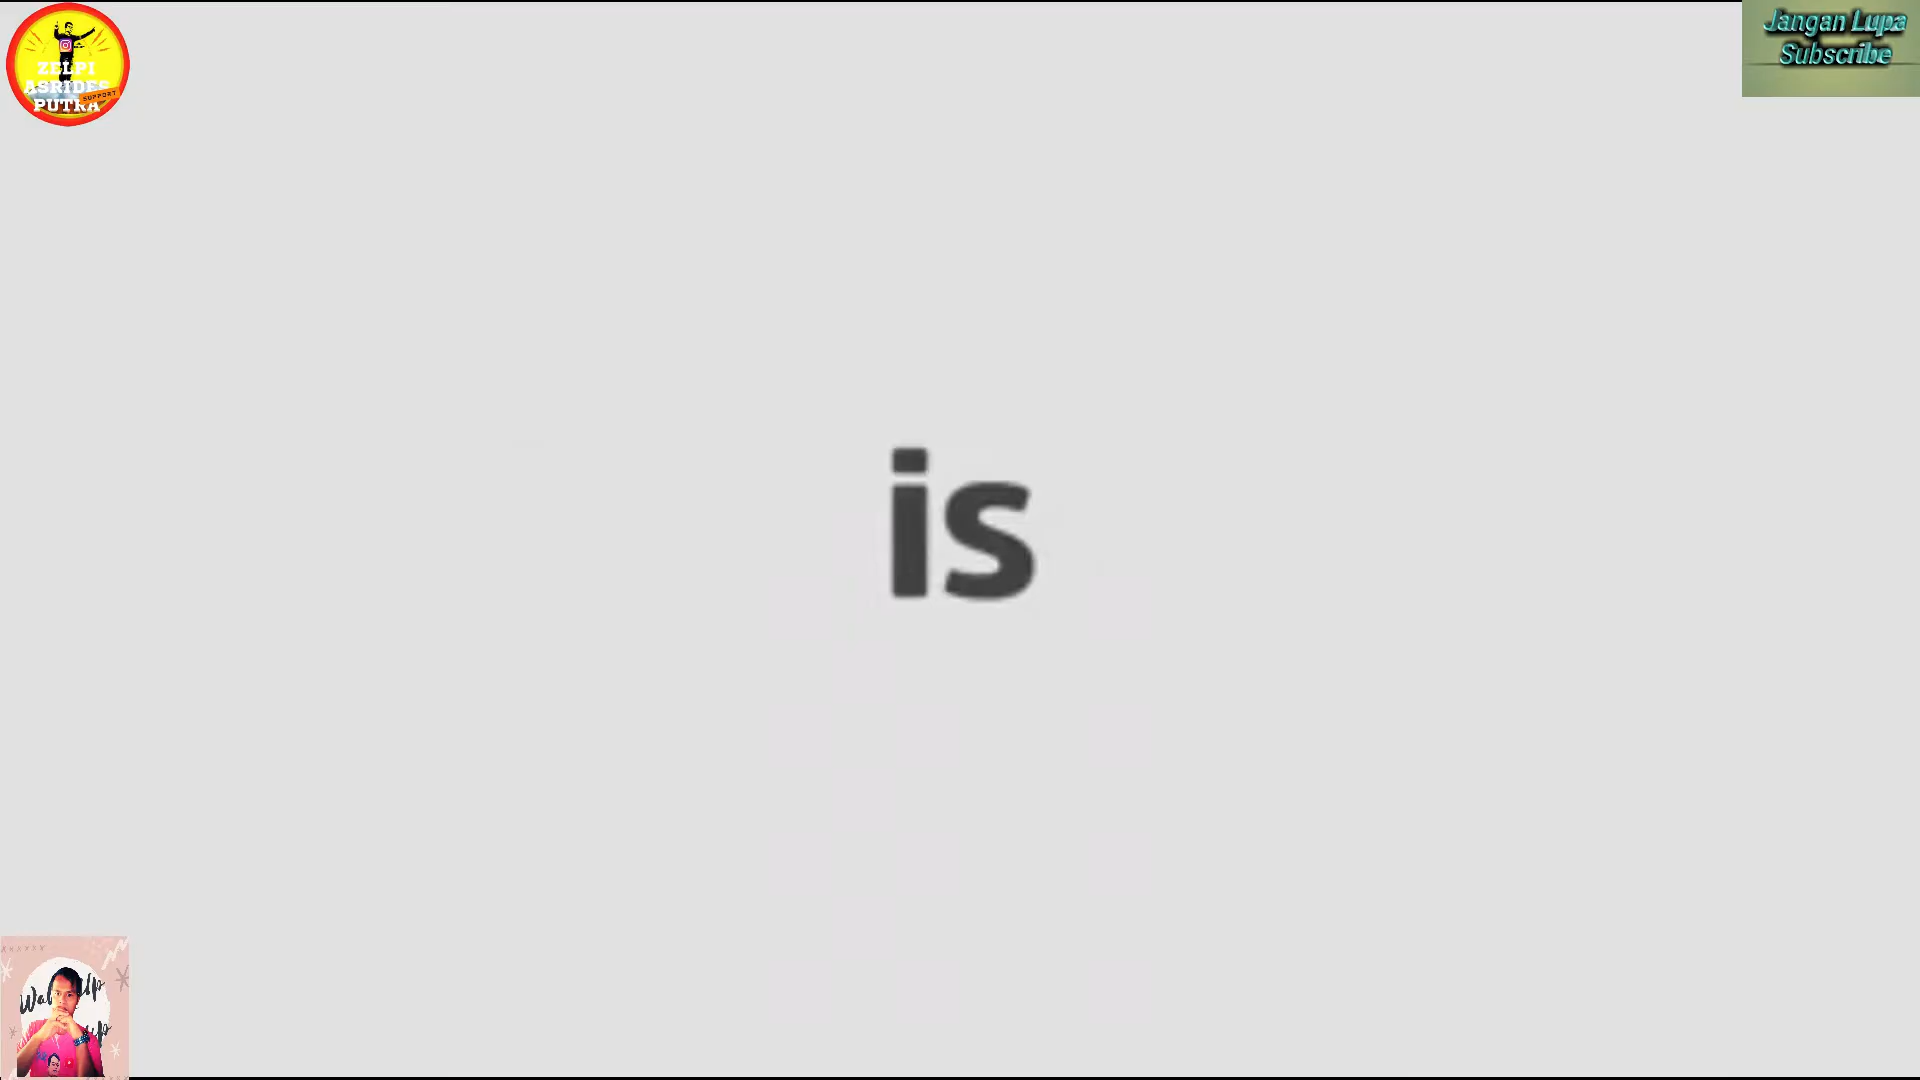 ZELPI
ASRIDES
PUTRA
SUPPORT
Jangan Lupa
Subscribe
is